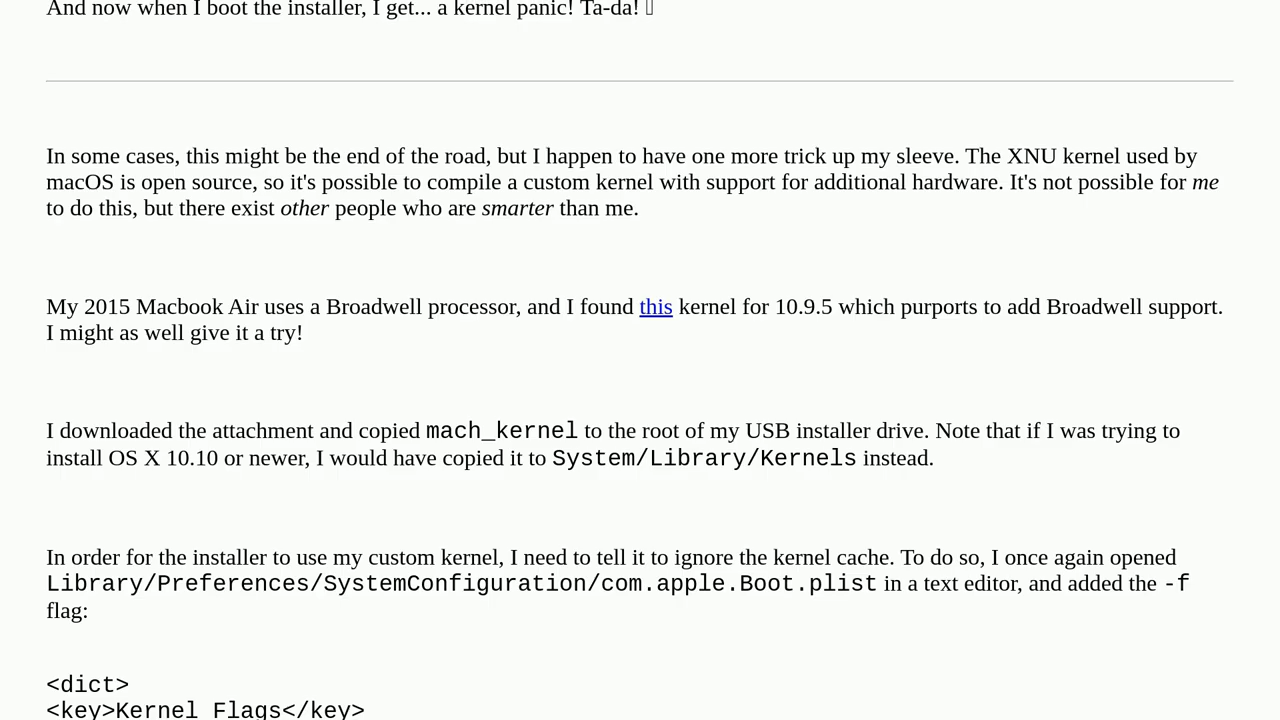 And now when I boot the installer, I get... a kernel panic! Ta-da!
In some cases, this might be the end of the road, but I happen to have one more trick up my sleeve. The XNU kernel used by
macOS is open source, so it's possible to compile a custom kernel with support for additional hardware. It's not possible for me
to do this, but there exist other people who are smarter than me.
My 2015 Macbook Air uses a Broadwell processor, and I found this kernel for 10.9.5 which purports to add Broadwell support.
I might as well give it a try!
I downloaded the attachment and copied mach_kernel to the root of my USB installer drive. Note that if I was trying to
install OS X 10.10 or newer, I would have copied it to System/Library/Kernels instead.
In order for the installer to use my custom kernel, I need to tell it to ignore the kernel cache. To do so, I once again opened
Library/Preferences/SystemConfiguration/com.apple.Boot.plist in a text editor, and added the -f
flag:
<dict>
<key>Kernel Flags</key>